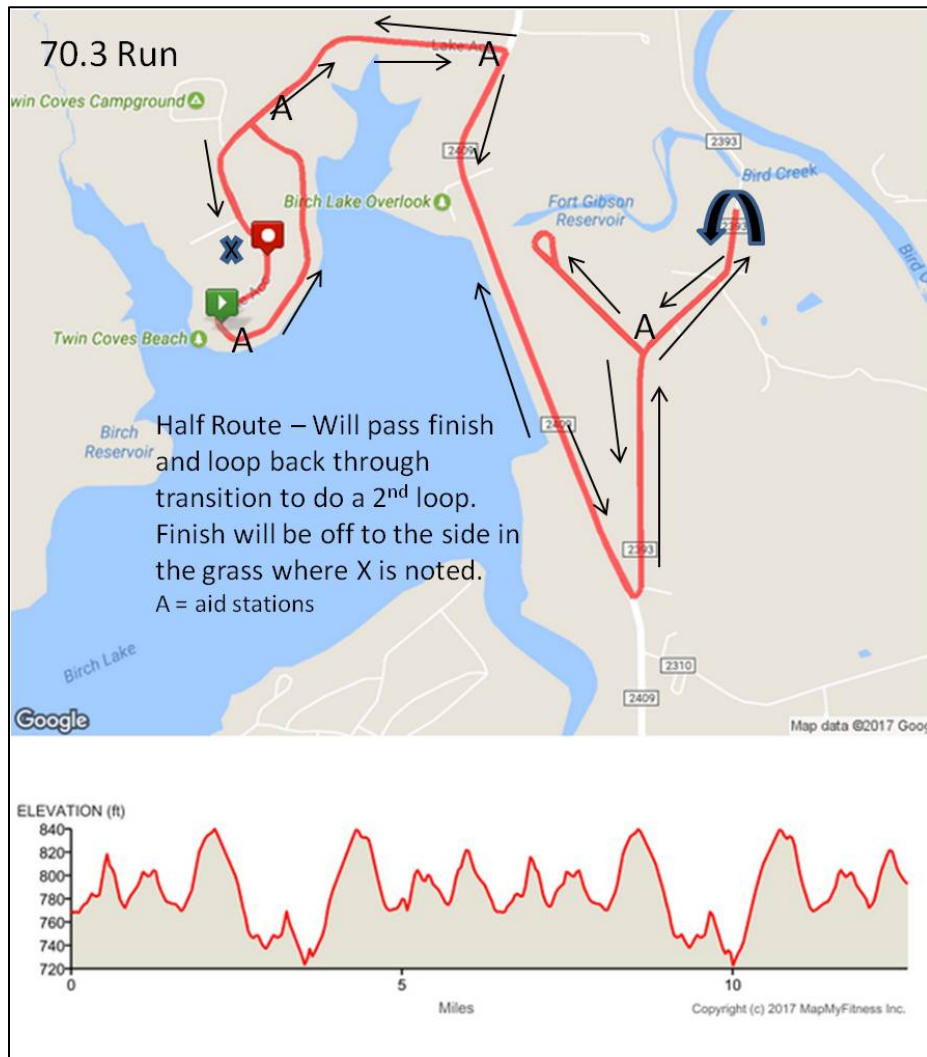 70.3 Run
Lake Acc
A
2393
Twin Coves Campground
A
2409
Bird Creek
Birch Lake Overlook
Fort Gibson
Reservoir
2393
X
A
Twin Coves Beach
A
Half Route – Will pass finish
and loop back through
transition to do a 2nd loop.
Finish will be off to the side in
the grass where X is noted.
A = aid stations
Birch
Reservoir
2409
2393
2310
2409
Birch Lake
Google
Map data ©2017 Goog
ELEVATION (ft)
840
820
800
780
760
740
720
0
5
10
Miles
Copyright (c) 2017 MapMyFitness Inc.